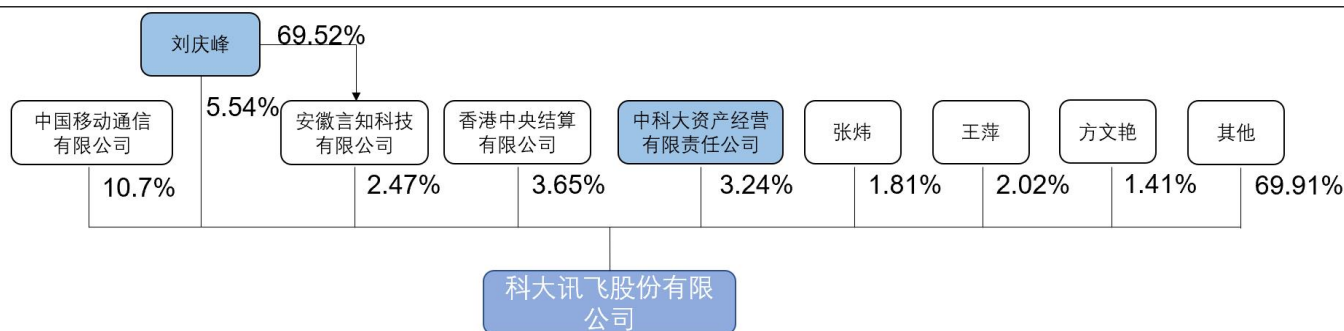 刘庆峰
69.52%
中国移动通信
有限公司
5.54%
安徽言知科技
有限公司
香港中央结算
有限公司
中科大资产经营
有限责任公司
张炜
王萍
方文艳
其他
10.7%
2.47%
3.65%
3.24%
1.81%
2.02%
1.41%
69.91%
科大讯飞股份有限
公司